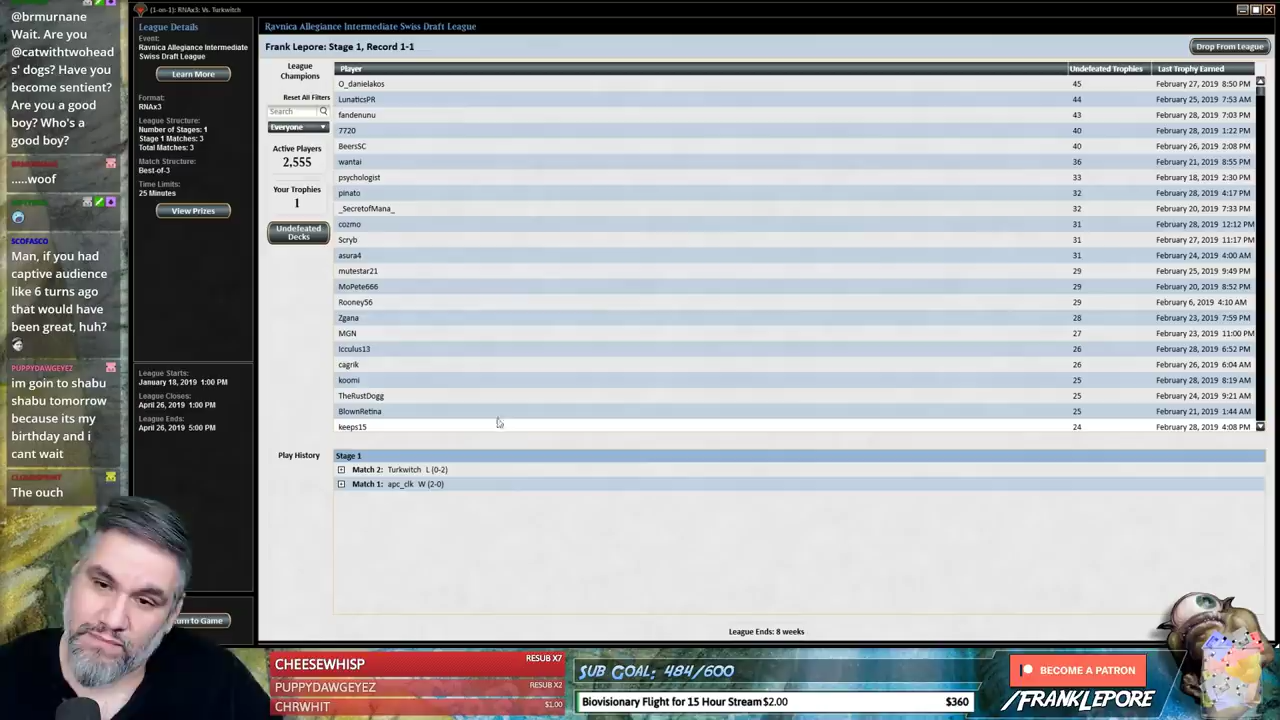 @brmurnane
Wait. Are you
@catwithtwohead
s' dogs? Have you
become sentient?
Are you a good
boy? Who's a
good boy?
.....woof
SCOFASCO
Man, if you had
captive audience
like 6 turns ago
that would have
been great, huh?
PUPPYDAWGEYEZ
im goin to shabu
shabu tomorrow
because its my
birthday and i
cant wait
The ouch
(1-on-1): RNAx3: Vs. Turkwitch
League Details
Event:
Ravnica Allegiance Intermediate
Swiss Draft League
Learn More
Format:
RNAx3
League Structure:
Number of Stages: 1
Stage 1 Matches: 3
Total Matches: 3
Match Structure:
Best-of-3
Time Limits:
25 Minutes
View Prizes
League Starts:
January 18, 2019 1:00 PM
League Closes:
April 26, 2019 1:00 PM
League Ends:
April 26, 2019 5:00 PM
urn to Game
Ravnica Allegiance Intermediate Swiss Draft League
Frank Lepore: Stage 1, Record 1-1
Drop From League
League
Champions
Reset All Filters
Search
Everyone
Active Players
2,555
Your Trophies
1
Undefeated
Decks
Player Undefeated Trophies Last Trophy Earned
O_danielakos 45 February 27, 2019 8:50 PM
LunaticsPR 44 February 25, 2019 7:53 AM
fandenunu 43 February 28, 2019 7:03 PM
7720 40 February 28, 2019 1:22 PM
BeersSC 40 February 26, 2019 2:08 PM
wantai 36 February 21, 2019 8:55 PM
psychologist 33 February 18, 2019 2:30 PM
pinato 32 February 28, 2019 4:17 PM
_SecretofMana_ 32 February 20, 2019 7:33 PM
cozmo 31 February 28, 2019 12:12 PM
Scryb 31 February 27, 2019 11:17 PM
asura4 31 February 24, 2019 4:00 AM
mutestar21 29 February 25, 2019 9:49 PM
MoPete666 29 February 20, 2019 8:52 PM
Rooney56 29 February 6, 2019 4:10 AM
Zgana 28 February 23, 2019 7:59 PM
MGN 27 February 23, 2019 11:00 PM
Icculus13 26 February 28, 2019 6:52 PM
cagrik 26 February 26, 2019 6:04 AM
koomi 25 February 28, 2019 8:19 AM
TheRustDogg 25 February 24, 2019 9:21 AM
BlownRetina 25 February 21, 2019 1:44 AM
keeps15 24 February 28, 2019 4:08 PM
Play History
Stage 1
Match 2: Turkwitch L (0-2)
Match 1: apc_clk W (2-0)
League Ends: 8 weeks
CHEESEWHISP RESUB X7
PUPPYDAWGEYEZ RESUB X2
CHRWHIT $1.00
SUB GOAL: 484/600
Biovisionary Flight for 15 Hour Stream $2.00 $360
BECOME A PATRON
/FRANKLEPORE